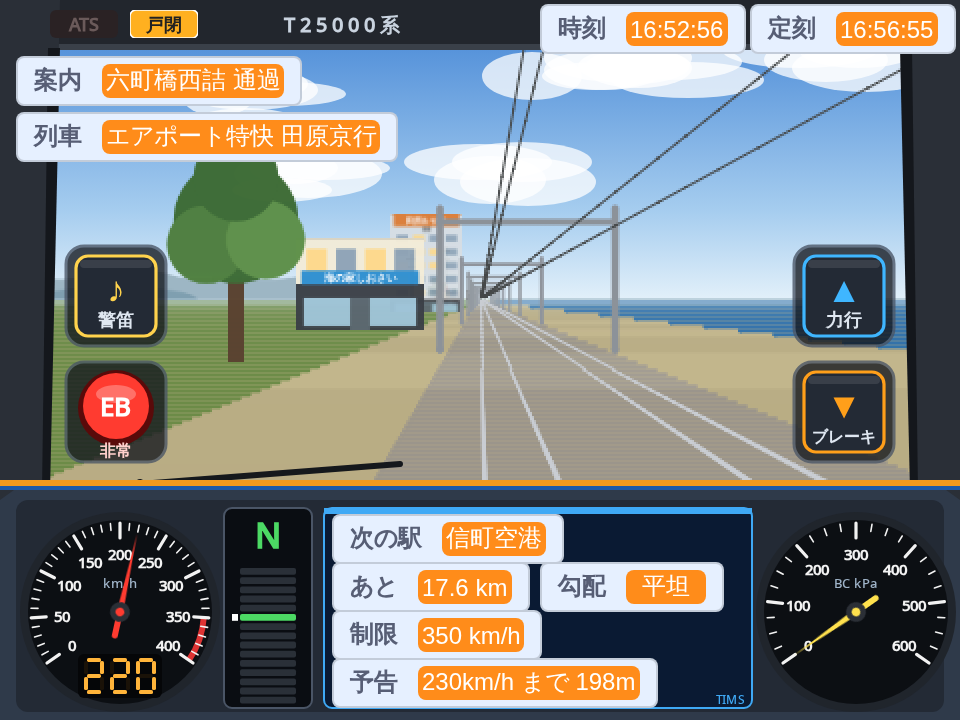 ATS 戸閉 T25000系 時刻 16:52:56 定刻 16:56:55
案内 六町橋西詰 通過
列車 エアポート特快 田原京行
♪
警笛
▲
力行
EB
非常
▼
ブレーキ
0 50 100 150 200 250 300 350 400
km/h
220
N
次の駅 信町空港
あと 17.6 km 勾配 平坦
制限 350 km/h
予告 230km/h まで 198m
TIMS
0 100 200 300 400 500 600
BC kPa